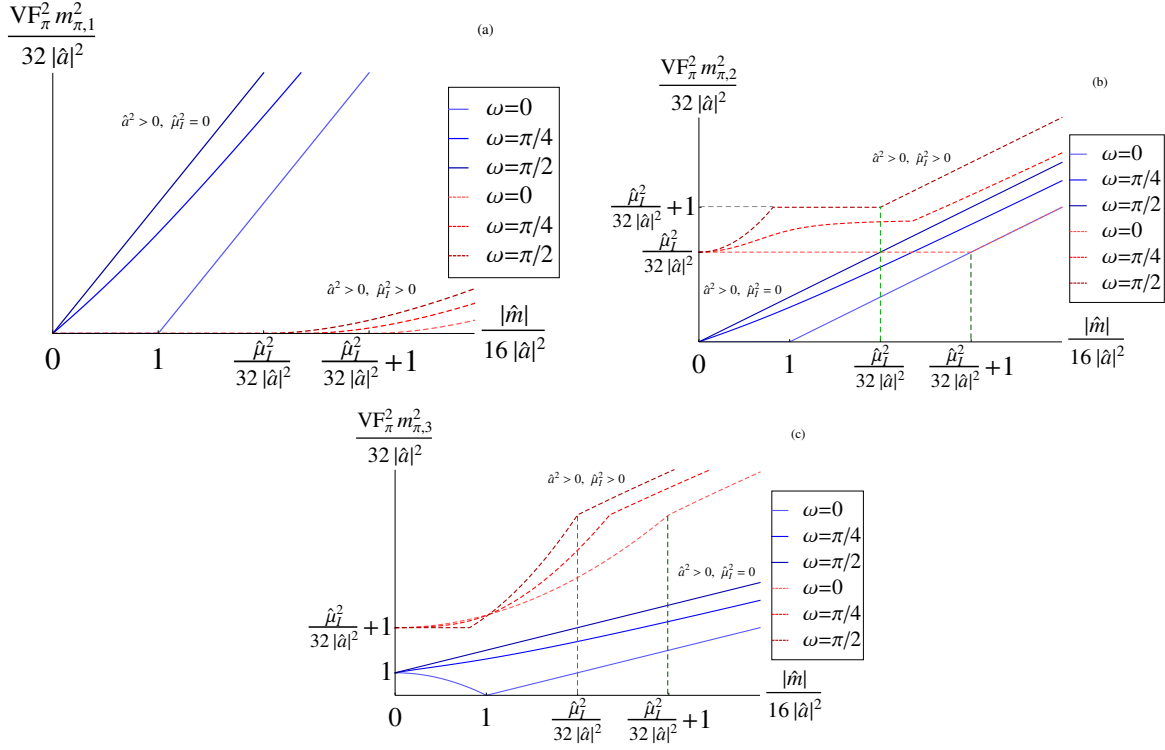 VF_π^2 m_{π,1}^2 / 32 |â|^2
(a)
â^2 > 0, μ̂_I^2 = 0
ω=0
ω=π/4
ω=π/2
ω=0
ω=π/4
ω=π/2
â^2 > 0, μ̂_I^2 > 0
0
1
μ̂_I^2 / 32 |â|^2
μ̂_I^2 / 32 |â|^2 +1
|m̂| / 16 |â|^2
VF_π^2 m_{π,2}^2 / 32 |â|^2
(b)
â^2 > 0, μ̂_I^2 > 0
ω=0
ω=π/4
ω=π/2
ω=0
ω=π/4
ω=π/2
μ̂_I^2 / 32 |â|^2 +1
μ̂_I^2 / 32 |â|^2
â^2 > 0, μ̂_I^2 = 0
0
1
μ̂_I^2 / 32 |â|^2
μ̂_I^2 / 32 |â|^2 +1
|m̂| / 16 |â|^2
VF_π^2 m_{π,3}^2 / 32 |â|^2
(c)
â^2 > 0, μ̂_I^2 > 0
ω=0
ω=π/4
ω=π/2
ω=0
ω=π/4
ω=π/2
â^2 > 0, μ̂_I^2 = 0
μ̂_I^2 / 32 |â|^2 +1
1
0
1
μ̂_I^2 / 32 |â|^2
μ̂_I^2 / 32 |â|^2 +1
|m̂| / 16 |â|^2